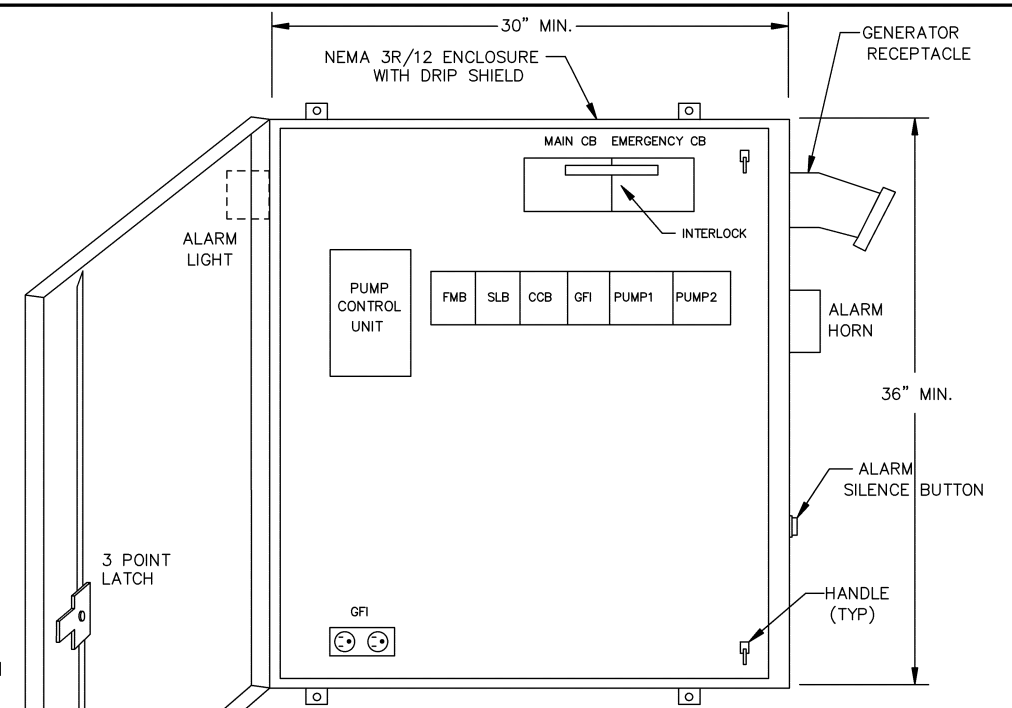 30" MIN.
GENERATOR
RECEPTACLE
NEMA 3R/12 ENCLOSURE
WITH DRIP SHIELD
MAIN CB EMERGENCY CB
INTERLOCK
ALARM
LIGHT
PUMP
CONTROL
UNIT
FMB SLB CCB GFI PUMP1 PUMP2
ALARM
HORN
36" MIN.
ALARM
SILENCE BUTTON
3 POINT
LATCH
HANDLE
(TYP)
GFI